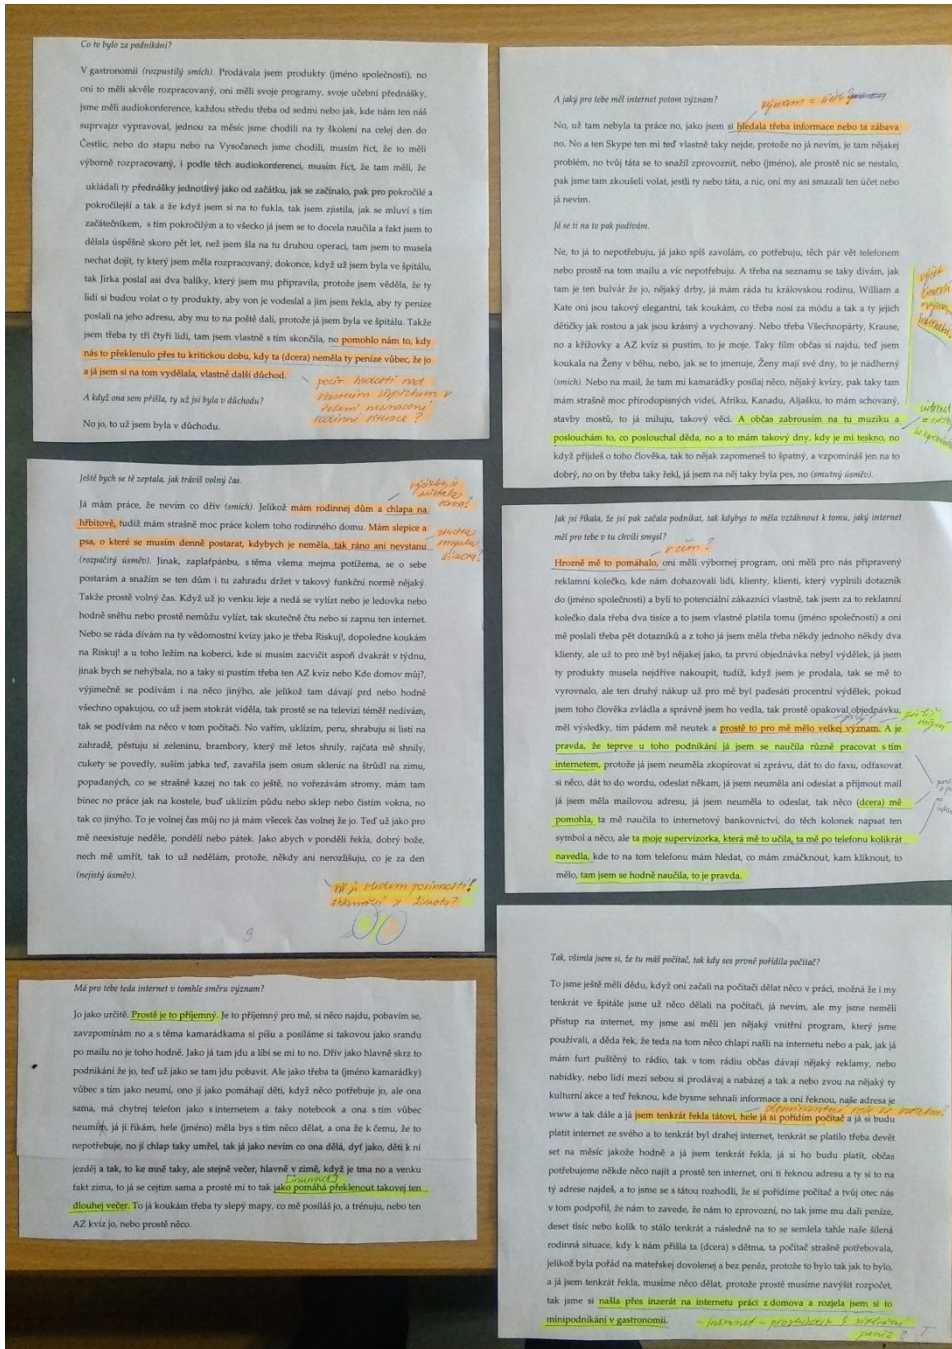 Co to bylo za podnikání?
V gastronomii (rozpustilý smích). Prodávala jsem produkty (jméno společnosti), no
oni to měli skvěle rozpracovaný, oni měli svoje programy, svoje učební přednášky,
jsme měli audiokonference, každou středu třeba od sedmi nebo jak, kde nám ten náš
suprvajzr vypravoval, jednou za měsíc jsme chodili na ty školení na celej den do
Čestlic, nebo do stapu nebo na Vysočanech jsme chodili, musím říct, že to měli
výborně rozpracovaný, i podle těch audiokonferencí, musím říct, že tam měli, že
ukládali ty přednášky jednotlivý jako od začátku, jak se začínalo, pak pro pokročilé a
pokročilejší a tak a že když jsem si na to ťukla, tak jsem zjistila, jak se mluví s tím
začátečníkem, s tím pokročilým a to všecko já jsem se to docela naučila a fakt jsem to
dělala úspěšně skoro pět let, než jsem šla na tu druhou operaci, tam jsem to musela
nechat dojít, ty který jsem měla rozpracovaný, dokonce, když už jsem byla ve špitálu,
tak Jirka poslal asi dva balíky, který jsem mu připravila, protože jsem věděla, že ty
lidi si budou volat o ty produkty, aby von je vodeslal a jim jsem řekla, aby ty peníze
poslali na jeho adresu, aby mu to na poště dali, protože já jsem byla ve špitálu. Takže
jsem třeba ty tři čtyři lidi, tam jsem vlastně s tím skončila, no pomohlo nám to, kdy
nás to překlenulo přes tu kritickou dobu, kdy ta (dcera) neměla ty peníze vůbec, že jo
a já jsem si na tom vydělala, vlastně další důchod.
pocit hrdosti nad
vlastním úspěchem v
řešení nesnadné
rodinné situace?
A když ona sem přišla, ty už jsi byla v důchodu?
No jo, to už jsem byla v důchodu.
Ještě bych se tě zeptala, jak trávíš volný čas.
Já mám práce, že nevím co dřív (smích). Jelikož mám rodinnej dům a chlapa na
hřbitově, tudíž mám strašně moc práce kolem toho rodinnýho domu. Mám slepice a
psa, o které se musím denně postarat, kdybych je neměla, tak ráno ani nevstanu
smyslu
života?
(rozpačitý úsměv). Jinak, zaplaťpánbu, s těma všema mejma potížema, se o sebe
postarám a snažím se ten dům i tu zahradu držet v takový funkční normě nějaký.
Takže prostě volný čas. Když už jo venku leje a nedá se vylízt nebo je ledovka nebo
hodně sněhu nebo prostě nemůžu vylízt, tak skutečně čtu nebo si zapnu ten internet.
Nebo se ráda dívám na ty vědomostní kvízy jako je třeba Riskuj!, dopoledne koukám
na Riskuj! a u toho ležím na koberci, kde si musím zacvičit aspoň dvakrát v týdnu,
jinak bych se nehýbala, no a taky si pustím třeba ten AZ kvíz nebo Kde domov můj?,
výjimečně se podívám i na něco jinýho, ale jelikož tam dávají prd nebo hodně
všechno opakujou, co už jsem stokrát viděla, tak prostě se na televizi téměř nedívám,
tak se podívám na něco v tom počítači. No vařím, uklízím, peru, shrabuju si listí na
zahradě, pěstuju si zeleninu, brambory, který mě letos shnily, rajčata mě shnily,
cukety se povedly, suším jabka teď, zavařila jsem osum sklenic na štrúdl na zimu,
popadaných, co se strašně kazej no tak co ještě, no vořezávám stromy, mám tam
binec no práce jak na kostele, buď uklízím půdu nebo sklep nebo čistím vokna, no
tak co jinýho. To je volnej čas můj no já mám všecek čas volnej že jo. Teď už jako pro
mě neexistuje neděle, pondělí nebo pátek. Jako abych v pondělí řekla, dobrý bože,
nech mě umřít, tak to už nedělám, protože, někdy ani nerozlišuju, co je za den
(nejistý úsměv).
povinností!
života?
Má pro tebe teda internet v tomhle směru význam?
Jo jako určitě. Prostě je to příjemný. Je to příjemný pro mě, si něco najdu, pobavím se,
zavzpomínám no a s těma kamarádkama si píšu a posíláme si takovou jako srandu
po mailu no je toho hodně. Jako já tam jdu a líbí se mi to no. Dřív jako hlavně skrz to
podnikání že jo, teď už jako se tam jdu pobavit. Ale jako třeba ta (jméno kamarádky)
vůbec s tím jako neumí, ono jí jako pomáhají děti, když něco potřebuje jo, ale ona
sama, má chytrej telefon jako s internetem a taky notebook a ona s tím vůbec
neumí, já jí říkám, hele (jméno) měla bys s tím něco dělat, a ona že k čemu, že to
nepotřebuje, no jí chlap taky umřel, tak já jako nevím co ona dělá, dyť jako, děti k ní
jezděj a tak, to ke mně taky, ale stejně večer, hlavně v zimě, když je tma no a venku
fakt zima, to já se cejtím sama a prostě mi to tak jako pomáhá překlenout takovej ten
[internet]
dlouhej večer. To já koukám třeba ty slepý mapy, co mě posíláš jo, a trénuju, nebo ten
AZ kvíz jo, nebo prostě něco.
A jaký pro tebe měl internet potom význam?
No, už tam nebyla ta práce no, jako jsem si hledala třeba informace nebo ta zábava
no. No a ten Skype ten mi teď vlastně taky nejde, protože no já nevím, je tam nějakej
problém, no tvůj táta se to snažil zprovoznit, nebo (jméno), ale prostě nic se nestalo,
pak jsme tam zkoušeli volat, jestli ty nebo táta, a nic, oni my asi smazali ten účet nebo
já nevím.
Já se ti na to pak podívám.
Ne, to já to nepotřebuju, já jako spíš zavolám, co potřebuju, těch pár vět telefonem
nebo prostě na tom mailu a víc nepotřebuju. A třeba na seznamu se taky dívám, jak
tam je ten bulvár že jo, nějaký drby, já mám ráda tu královskou rodinu, William a
Kate oni jsou takový elegantní, tak koukám, co třeba nosí za módu a tak a ty jejich
dětičky jak rostou a jak jsou krásný a vychovaný. Nebo třeba Všechnopárty, Krause,
no a křížovky a AZ kvíz si pustím, to je moje. Taky film občas si najdu, teď jsem
koukala na Ženy v běhu, nebo, jak se to jmenuje, Ženy mají své dny, to je nádherný
(smích). Nebo na mail, že tam mi kamarádky posílaj něco, nějaký kvízy, pak taky tam
mám strašně moc přírodopisných videí, Afriku, Kanadu, Aljašku, to mám schovaný,
stavby mostů, to já miluju, takový věci. A občas zabrousím na tu muziku a
poslouchám to, co poslouchal děda, no a to mám takový dny, kdy je mi teskno, no
když přijdeš o toho člověka, tak to nějak zapomeneš to špatný, a vzpomínáš jen na to
dobrý, no on by třeba taky řekl, já jsem na něj taky byla pes, no (smutný úsměv).
Jak jsi říkala, že jsi pak začala podnikat, tak kdybys to měla vztáhnout k tomu, jaký internet
měl pro tebe v tu chvíli smysl?
v čem?
Hrozně mě to pomáhalo, oni měli výbornej program, oni měli pro nás připravený
reklamní kolečko, kde nám dohazovali lidi, klienty, klienti, který vyplnili dotazník
do (jméno společnosti) a byli to potenciální zákazníci vlastně, tak jsem za to reklamní
kolečko dala třeba dva tisíce a to jsem vlastně platila tomu (jméno společnosti) a oni
mě poslali třeba pět dotazníků a z toho já jsem měla třeba někdy jednoho někdy dva
klienty, ale už to pro mě byl nějakej jako, ta první objednávka nebyl výdělek, já jsem
ty produkty musela nejdříve nakoupit, tudíž, když jsem je prodala, tak se mě to
vyrovnalo, ale ten druhý nákup už pro mě byl padesáti procentní výdělek, pokud
jsem toho člověka zvládla a správně jsem ho vedla, tak prostě opakoval objednávku,
měl výsledky, tím pádem mě neutek a prostě to pro mě mělo velkej význam. A je
pravda, že teprve u toho podnikání já jsem se naučila různě pracovat s tím
internetem, protože já jsem neuměla zkopírovat si zprávu, dát to do faxu, odfaxovat
si něco, dát to do wordu, odeslat někam, já jsem neuměla ani odeslat a přijmout mail
já jsem měla mailovou adresu, já jsem neuměla to odeslat, tak něco (dcera) mě
pomohla, ta mě naučila to internetový bankovnictví, do těch kolonek napsat ten
symbol a něco, ale ta moje supervizorka, která mě to učila, ta mě po telefonu kolikrát
navedla, kde to na tom telefonu mám hledat, co mám zmáčknout, kam kliknout, to
mělo, tam jsem se hodně naučila, to je pravda.
Tak, všimla jsem si, že tu máš počítač, tak kdy ses prvně pořídila počítač?
To jsme ještě měli dědu, když oni začali na počítači dělat něco v práci, možná že i my
tenkrát ve špitále jsme už něco dělali na počítači, já nevím, ale my jsme neměli
přístup na internet, my jsme asi měli jen nějaký vnitřní program, který jsme
používali, a děda řek, že teda na tom něco chlapi našli na internetu nebo a pak, jak já
mám furt puštěný to rádio, tak v tom rádiu občas dávají nějaký reklamy, nebo
nabídky, nebo lidi mezi sebou si prodávaj a nabázej a tak a nebo zvou na nějaký ty
kulturní akce a teď řeknou, kde bysme sehnali informace a oni řeknou, naše adresa je
www a tak dále a já jsem tenkrát řekla tátovi, hele já si pořídím počítač a já si budu
platit internet ze svého a to tenkrát byl drahej internet, tenkrát se platilo třeba devět
set na měsíc jakože hodně a já jsem tenkrát řekla, já si ho budu platit, občas
potřebujeme někde něco najít a prostě ten internet, oni ti řeknou adresu a ty si to na
tý adrese najdeš, a to jsme se s tátou rozhodli, že si pořídíme počítač a tvůj otec nás
v tom podpořil, že nám to zavede, že nám to zprovozní, no tak jsme mu dali peníze,
deset tisíc nebo kolik to stálo tenkrát a následně na to se semlela tahle naše šílená
rodinná situace, kdy k nám přišla ta (dcera) s dětma, ta počítač strašně potřebovala,
jelikož byla pořád na mateřskej dovolenej a bez peněz, protože to bylo tak jak to bylo,
a já jsem tenkrát řekla, musíme něco dělat, protože prostě musíme navýšit rozpočet,
tak jsme si našla přes inzerát na internetu práci z domova a rozjela jsem si to
minipodnikání v gastronomii.